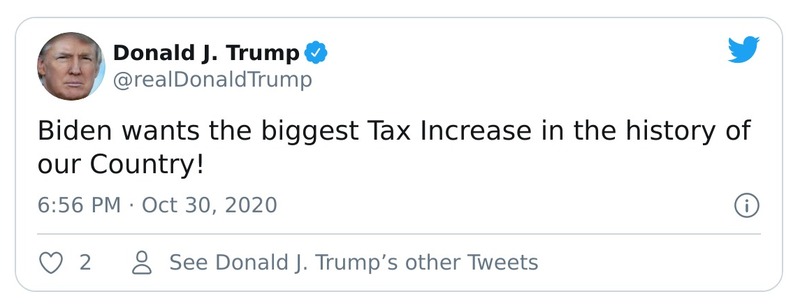 Donald J. Trump
@realDonaldTrump
Biden wants the biggest Tax Increase in the history of
our Country!
6:56 PM · Oct 30, 2020
2
See Donald J. Trump’s other Tweets